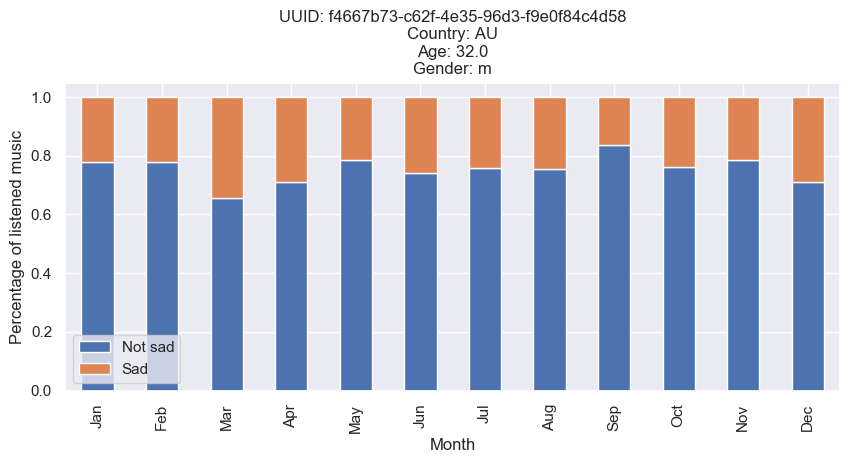 UUID: f4667b73-c62f-4e35-96d3-f9e0f84c4d58
Country: AU
Age: 32.0
Gender: m
Percentage of listened music
1.0
0.8
0.6
0.4
0.2
0.0
Not sad
Sad
Jan
Feb
Mar
Apr
May
Jun
Jul
Aug
Sep
Oct
Nov
Dec
Month